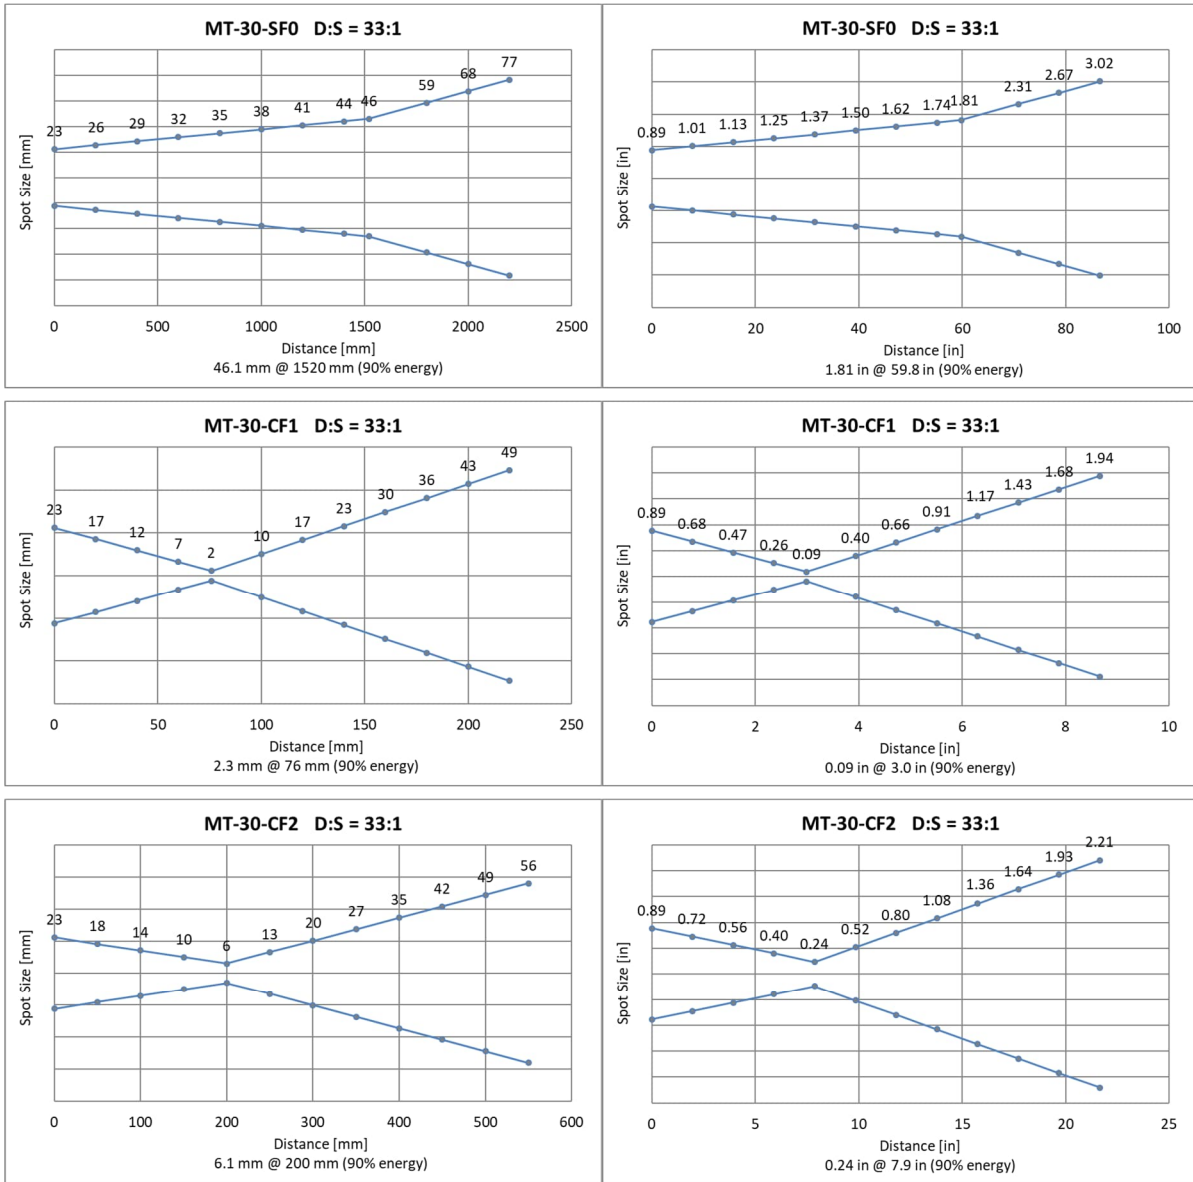 MT-30-SF0 D:S = 33:1
Spot Size [mm]
23 26 29 32 35 38 41 44 46 59 68 77
0 500 1000 1500 2000 2500
Distance [mm]
46.1 mm @ 1520 mm (90% energy)
MT-30-SF0 D:S = 33:1
Spot Size [in]
0.89 1.01 1.13 1.25 1.37 1.50 1.62 1.74 1.81 2.31 2.67 3.02
0 20 40 60 80 100
Distance [in]
1.81 in @ 59.8 in (90% energy)
MT-30-CF1 D:S = 33:1
Spot Size [mm]
23 17 12 7 2 10 17 23 30 36 43 49
0 50 100 150 200 250
Distance [mm]
2.3 mm @ 76 mm (90% energy)
MT-30-CF1 D:S = 33:1
Spot Size [in]
0.89 0.68 0.47 0.26 0.09 0.40 0.66 0.91 1.17 1.43 1.68 1.94
0 2 4 6 8 10
Distance [in]
0.09 in @ 3.0 in (90% energy)
MT-30-CF2 D:S = 33:1
Spot Size [mm]
23 18 14 10 6 13 20 27 35 42 49 56
0 100 200 300 400 500 600
Distance [mm]
6.1 mm @ 200 mm (90% energy)
MT-30-CF2 D:S = 33:1
Spot Size [in]
0.89 0.72 0.56 0.40 0.24 0.52 0.80 1.08 1.36 1.64 1.93 2.21
0 5 10 15 20 25
Distance [in]
0.24 in @ 7.9 in (90% energy)